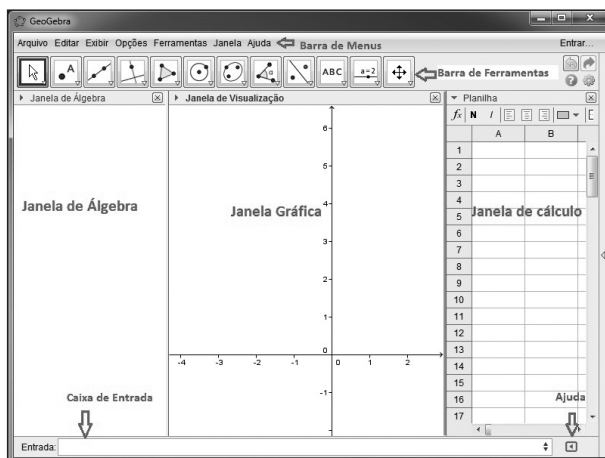 GeoGebra
Arquivo Editar Exibir Opções Ferramentas Janela Ajuda Barra de Menus Entrar...
A ABC a=2 Barra de Ferramentas
Janela de Álgebra Janela de Visualização Planilha
fx N I E
A B
1
2
3
4
5
6
7
8
9
10
11
12
13
14
15
16
17
Janela de Álgebra Janela Gráfica Janela de cálculo
6
5
4
3
2
1
0
-4 -3 -2 -1 0 1 2
-1
Caixa de Entrada Ajuda
Entrada: